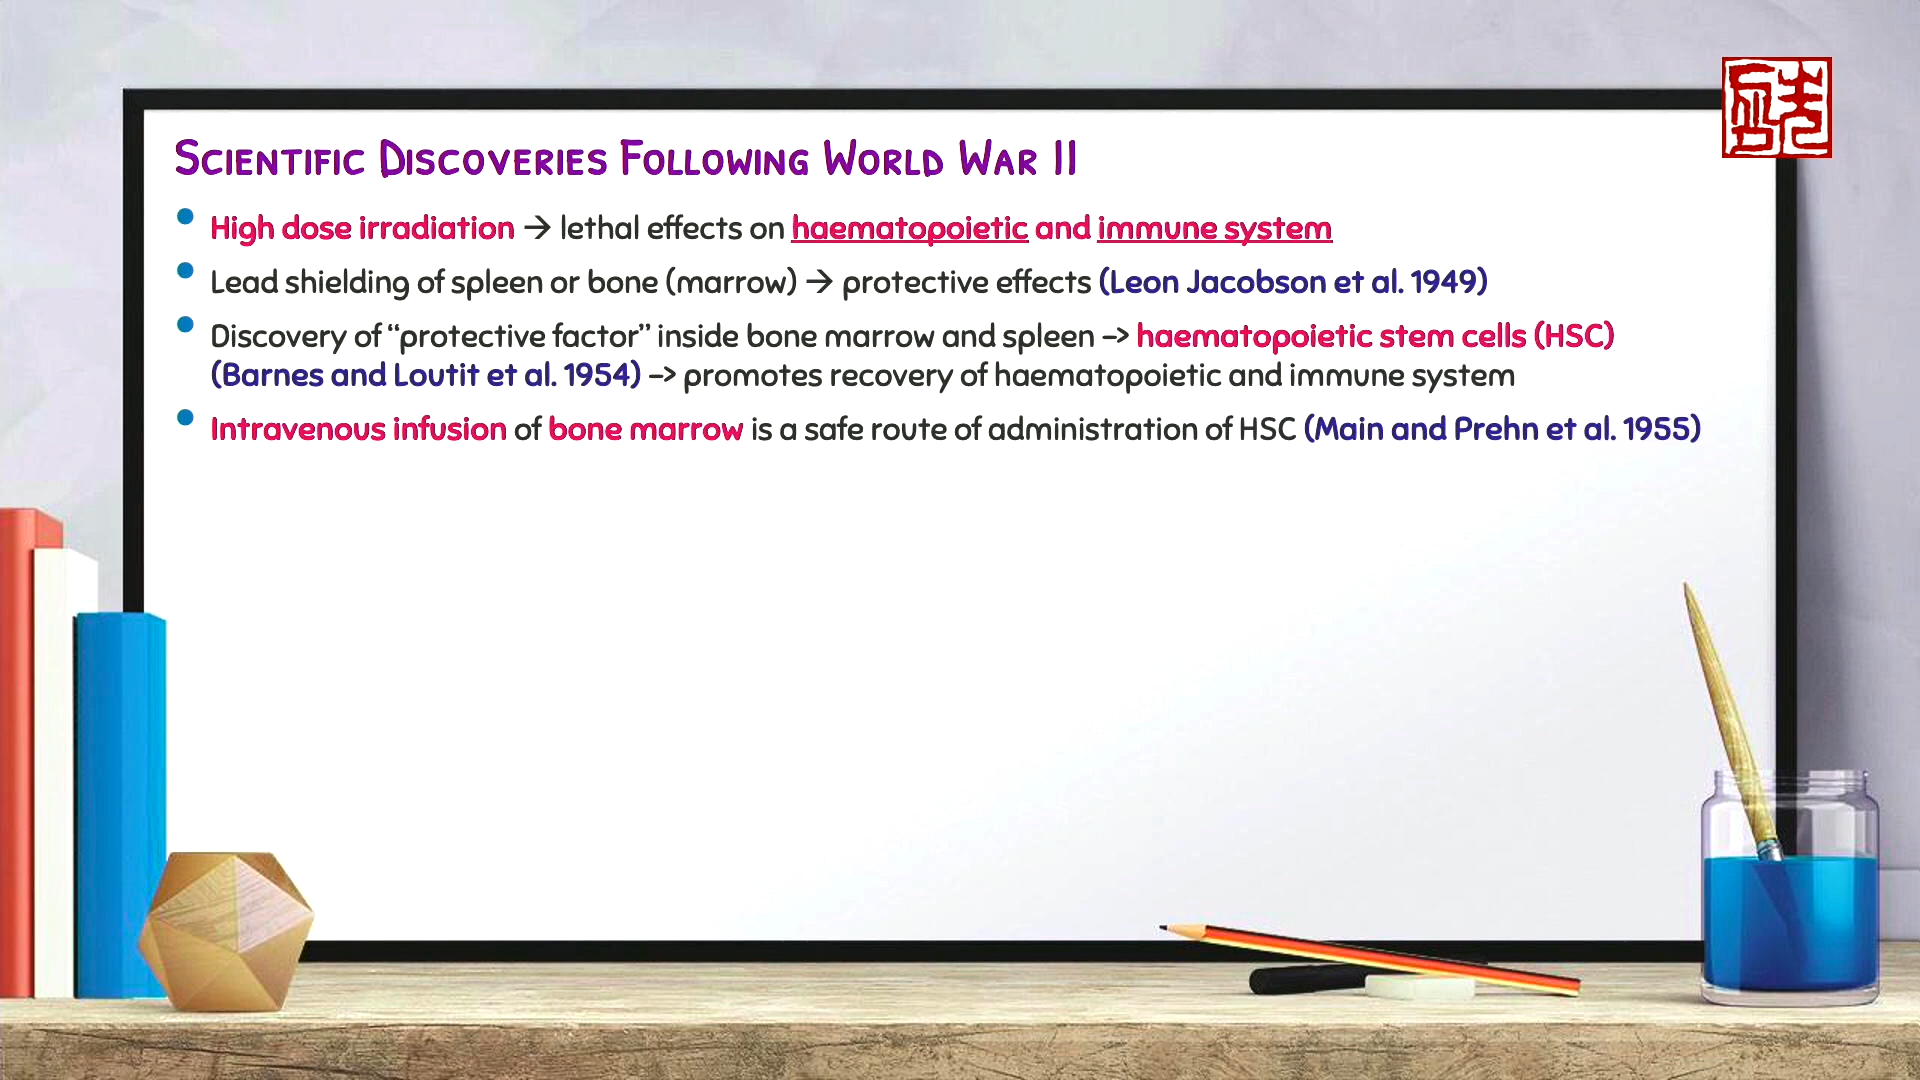 Scientific Discoveries Following World War II
High dose irradiation → lethal effects on haematopoietic and immune system
Lead shielding of spleen or bone (marrow) → protective effects (Leon Jacobson et al. 1949)
Discovery of “protective factor” inside bone marrow and spleen –> haematopoietic stem cells (HSC)
(Barnes and Loutit et al. 1954) –> promotes recovery of haematopoietic and immune system
Intravenous infusion of bone marrow is a safe route of administration of HSC (Main and Prehn et al. 1955)